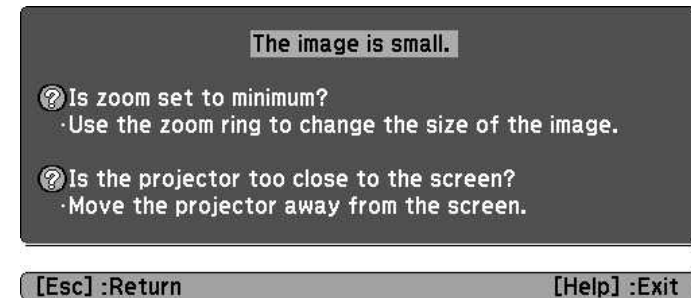 The image is small.
?Is zoom set to minimum?
·Use the zoom ring to change the size of the image.
?Is the projector too close to the screen?
·Move the projector away from the screen.
[Esc] :Return [Help] :Exit